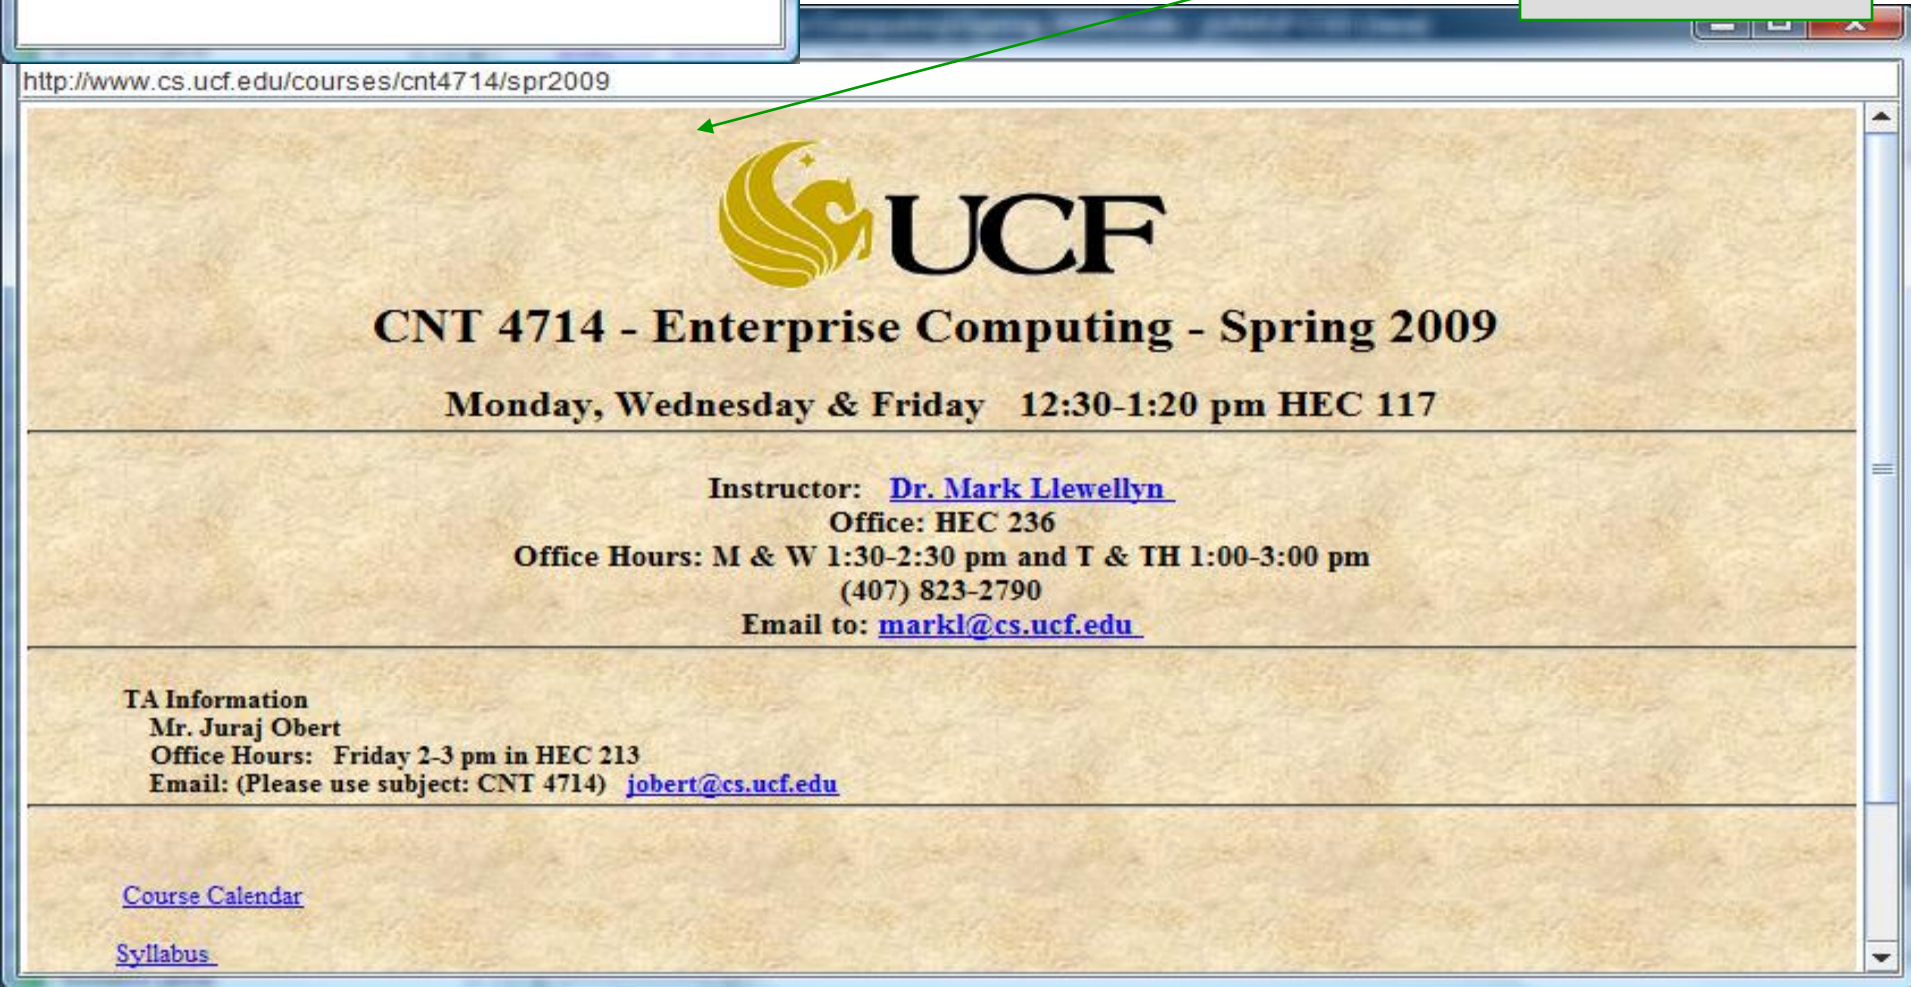 http://www.cs.ucf.edu/courses/cnt4714/spr2009
UCF
CNT 4714 - Enterprise Computing - Spring 2009
Monday, Wednesday & Friday 12:30-1:20 pm HEC 117
Instructor: Dr. Mark Llewellyn
Office: HEC 236
Office Hours: M & W 1:30-2:30 pm and T & TH 1:00-3:00 pm
(407) 823-2790
Email to: markl@cs.ucf.edu
TA Information
Mr. Juraj Obert
Office Hours: Friday 2-3 pm in HEC 213
Email: (Please use subject: CNT 4714) jobert@cs.ucf.edu
Course Calendar
Syllabus